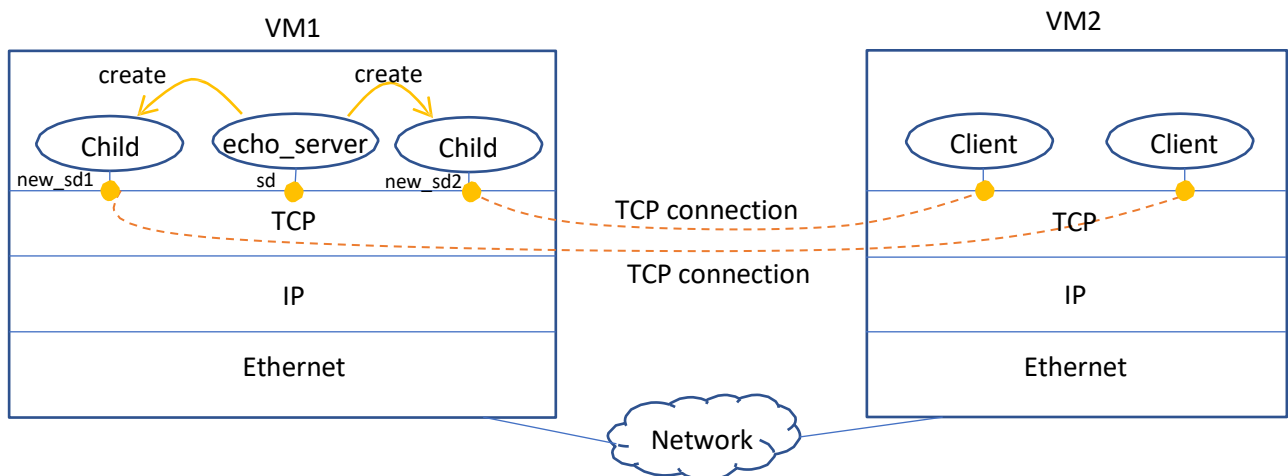 VM1
VM2
create
create
Child
echo_server
Child
Client
Client
new_sd1
sd
new_sd2
TCP
TCP connection
TCP
TCP connection
IP
IP
Ethernet
Ethernet
Network